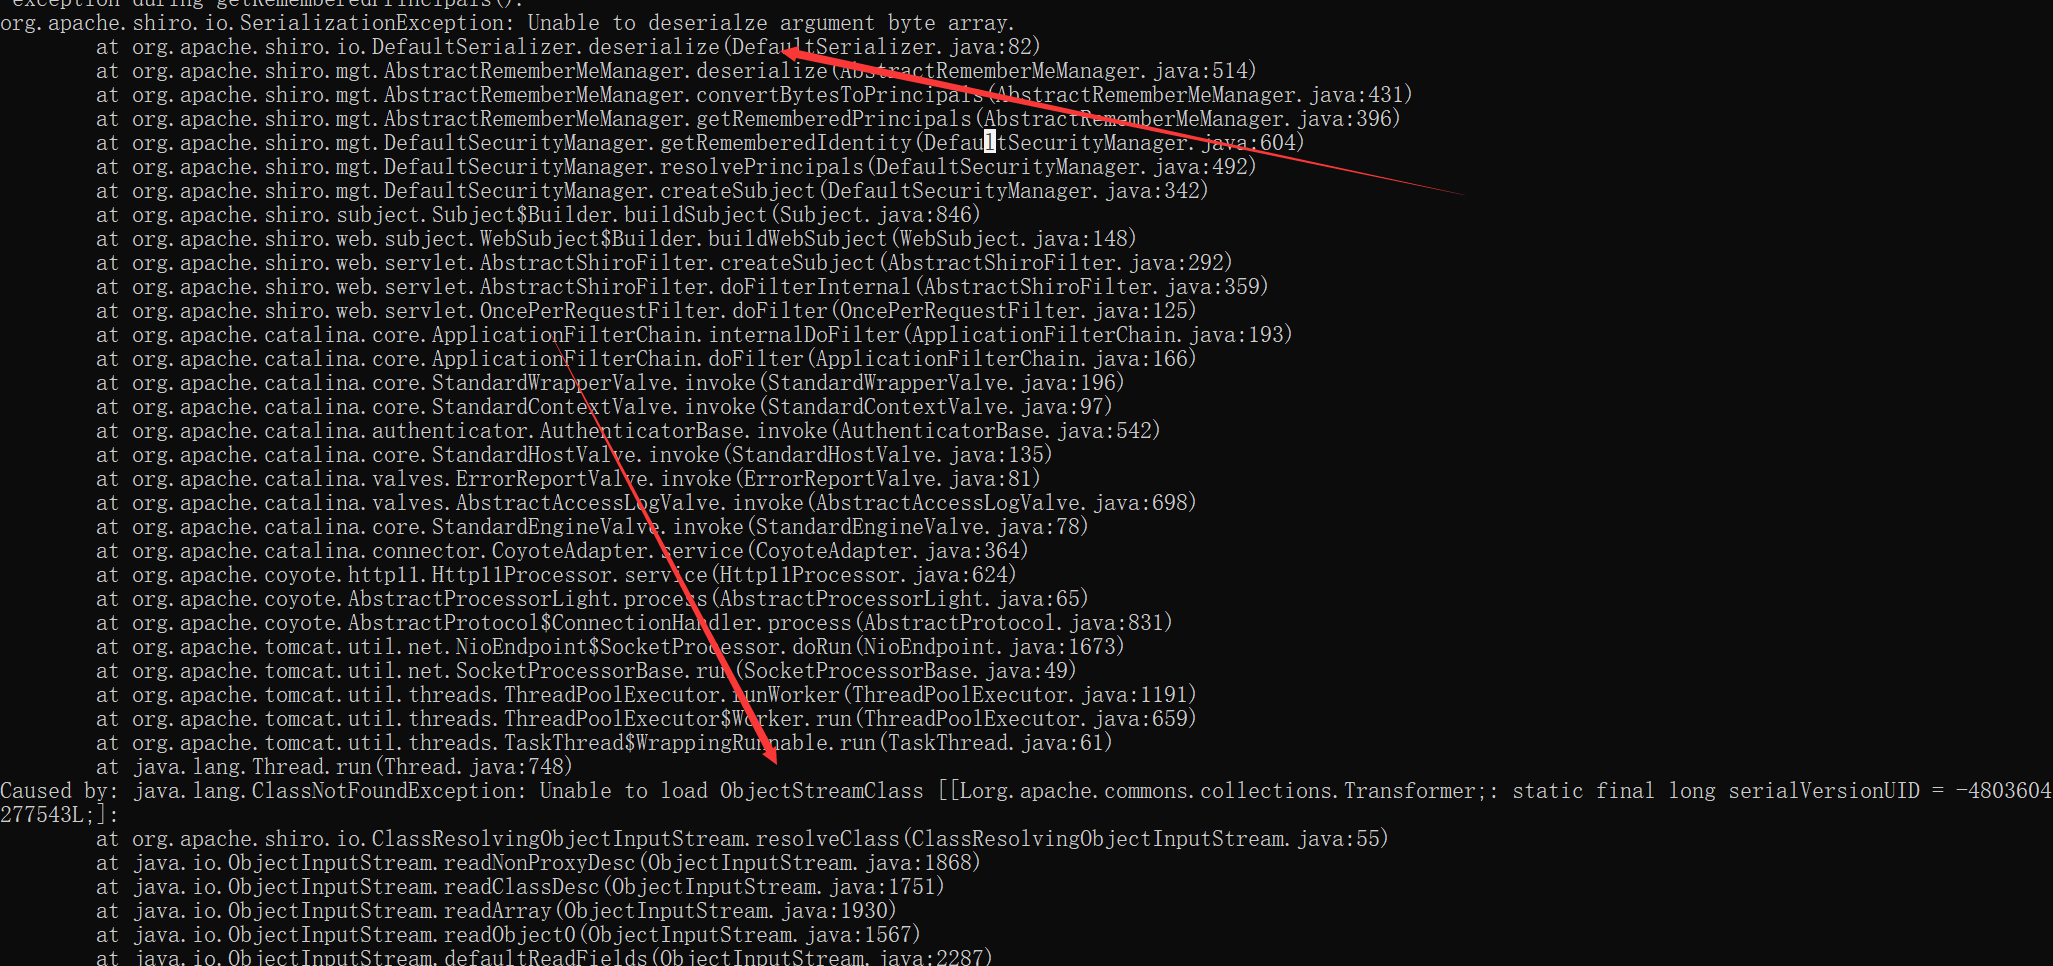 exception during getRememberedPrincipals().
org.apache.shiro.io.SerializationException: Unable to deserialze argument byte array.
at org.apache.shiro.io.DefaultSerializer.deserialize(DefaultSerializer.java:82)
at org.apache.shiro.mgt.AbstractRememberMeManager.deserialize(AbstractRememberMeManager.java:514)
at org.apache.shiro.mgt.AbstractRememberMeManager.convertBytesToPrincipals(AbstractRememberMeManager.java:431)
at org.apache.shiro.mgt.AbstractRememberMeManager.getRememberedPrincipals(AbstractRememberMeManager.java:396)
at org.apache.shiro.mgt.DefaultSecurityManager.getRememberedIdentity(DefaultSecurityManager.java:604)
at org.apache.shiro.mgt.DefaultSecurityManager.resolvePrincipals(DefaultSecurityManager.java:492)
at org.apache.shiro.mgt.DefaultSecurityManager.createSubject(DefaultSecurityManager.java:342)
at org.apache.shiro.subject.Subject$Builder.buildSubject(Subject.java:846)
at org.apache.shiro.web.subject.WebSubject$Builder.buildWebSubject(WebSubject.java:148)
at org.apache.shiro.web.servlet.AbstractShiroFilter.createSubject(AbstractShiroFilter.java:292)
at org.apache.shiro.web.servlet.AbstractShiroFilter.doFilterInternal(AbstractShiroFilter.java:359)
at org.apache.shiro.web.servlet.OncePerRequestFilter.doFilter(OncePerRequestFilter.java:125)
at org.apache.catalina.core.ApplicationFilterChain.internalDoFilter(ApplicationFilterChain.java:193)
at org.apache.catalina.core.ApplicationFilterChain.doFilter(ApplicationFilterChain.java:166)
at org.apache.catalina.core.StandardWrapperValve.invoke(StandardWrapperValve.java:196)
at org.apache.catalina.core.StandardContextValve.invoke(StandardContextValve.java:97)
at org.apache.catalina.authenticator.AuthenticatorBase.invoke(AuthenticatorBase.java:542)
at org.apache.catalina.core.StandardHostValve.invoke(StandardHostValve.java:135)
at org.apache.catalina.valves.ErrorReportValve.invoke(ErrorReportValve.java:81)
at org.apache.catalina.valves.AbstractAccessLogValve.invoke(AbstractAccessLogValve.java:698)
at org.apache.catalina.core.StandardEngineValve.invoke(StandardEngineValve.java:78)
at org.apache.catalina.connector.CoyoteAdapter.service(CoyoteAdapter.java:364)
at org.apache.coyote.http11.Http11Processor.service(Http11Processor.java:624)
at org.apache.coyote.AbstractProcessorLight.process(AbstractProcessorLight.java:65)
at org.apache.coyote.AbstractProtocol$ConnectionHandler.process(AbstractProtocol.java:831)
at org.apache.tomcat.util.net.NioEndpoint$SocketProcessor.doRun(NioEndpoint.java:1673)
at org.apache.tomcat.util.net.SocketProcessorBase.run(SocketProcessorBase.java:49)
at org.apache.tomcat.util.threads.ThreadPoolExecutor.runWorker(ThreadPoolExecutor.java:1191)
at org.apache.tomcat.util.threads.ThreadPoolExecutor$Worker.run(ThreadPoolExecutor.java:659)
at org.apache.tomcat.util.threads.TaskThread$WrappingRunnable.run(TaskThread.java:61)
at java.lang.Thread.run(Thread.java:748)
Caused by: java.lang.ClassNotFoundException: Unable to load ObjectStreamClass [[Lorg.apache.commons.collections.Transformer;: static final long serialVersionUID = -4803604
277543L;]:
at org.apache.shiro.io.ClassResolvingObjectInputStream.resolveClass(ClassResolvingObjectInputStream.java:55)
at java.io.ObjectInputStream.readNonProxyDesc(ObjectInputStream.java:1868)
at java.io.ObjectInputStream.readClassDesc(ObjectInputStream.java:1751)
at java.io.ObjectInputStream.readArray(ObjectInputStream.java:1930)
at java.io.ObjectInputStream.readObject0(ObjectInputStream.java:1567)
at java.io.ObjectInputStream.defaultReadFields(ObjectInputStream.java:2287)